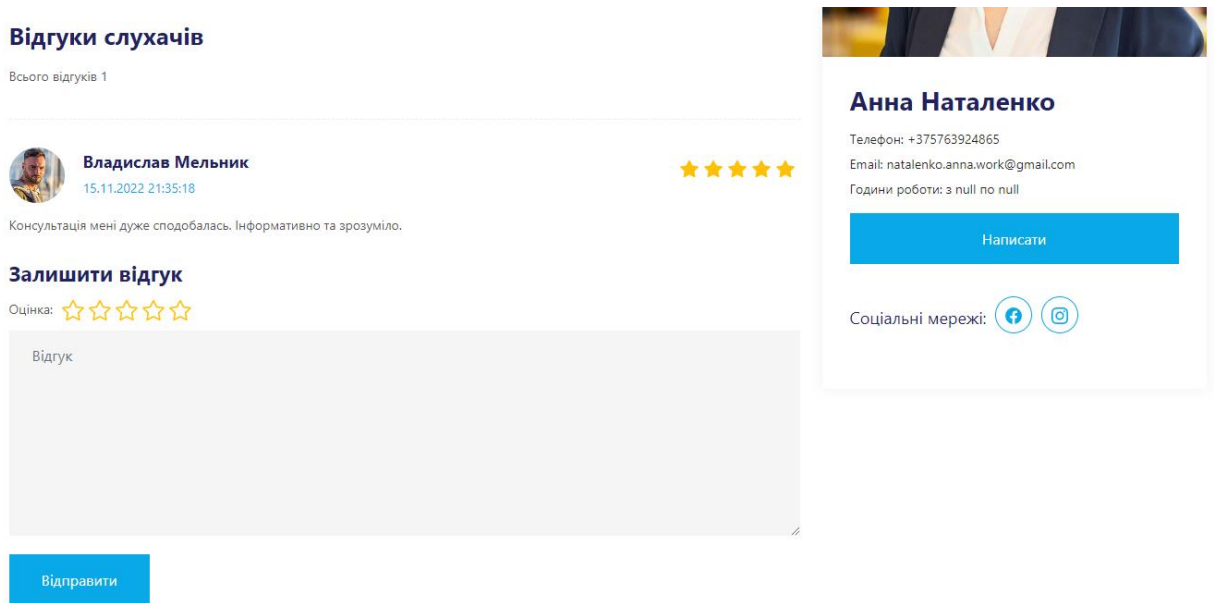 Відгуки слухачів
Всього відгуків 1
Владислав Мельник
15.11.2022 21:35:18
Консультація мені дуже сподобалась. Інформативно та зрозуміло.
Залишити відгук
Оцінка:
Відгук
Відправити
Анна Наталенко
Телефон: +375763924865
Email: natalenko.anna.work@gmail.com
Години роботи: з null по null
Написати
Соціальні мережі: